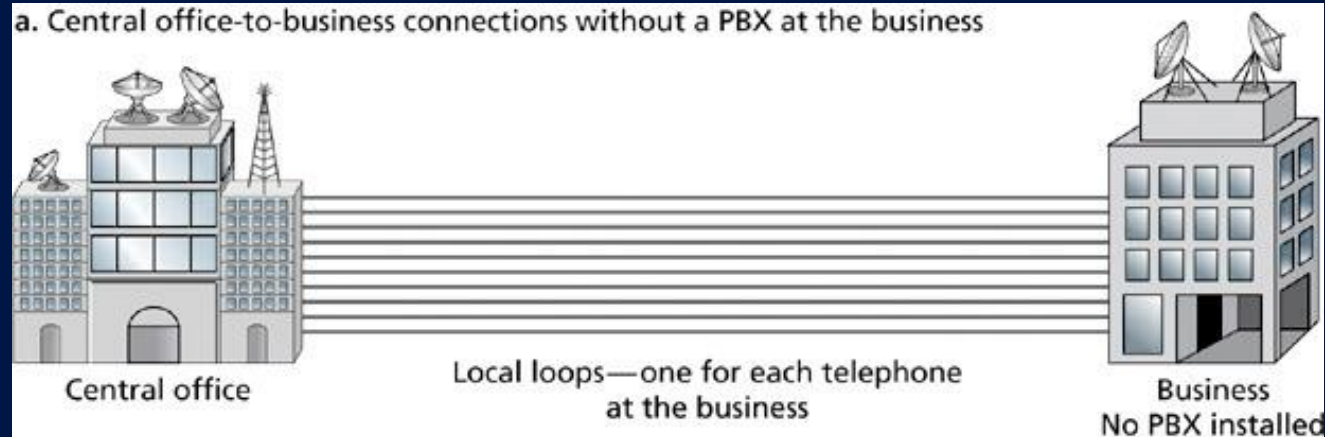 a. Central office-to-business connections without a PBX at the business
Central office
Local loops—one for each telephone
at the business
Business
No PBX installed